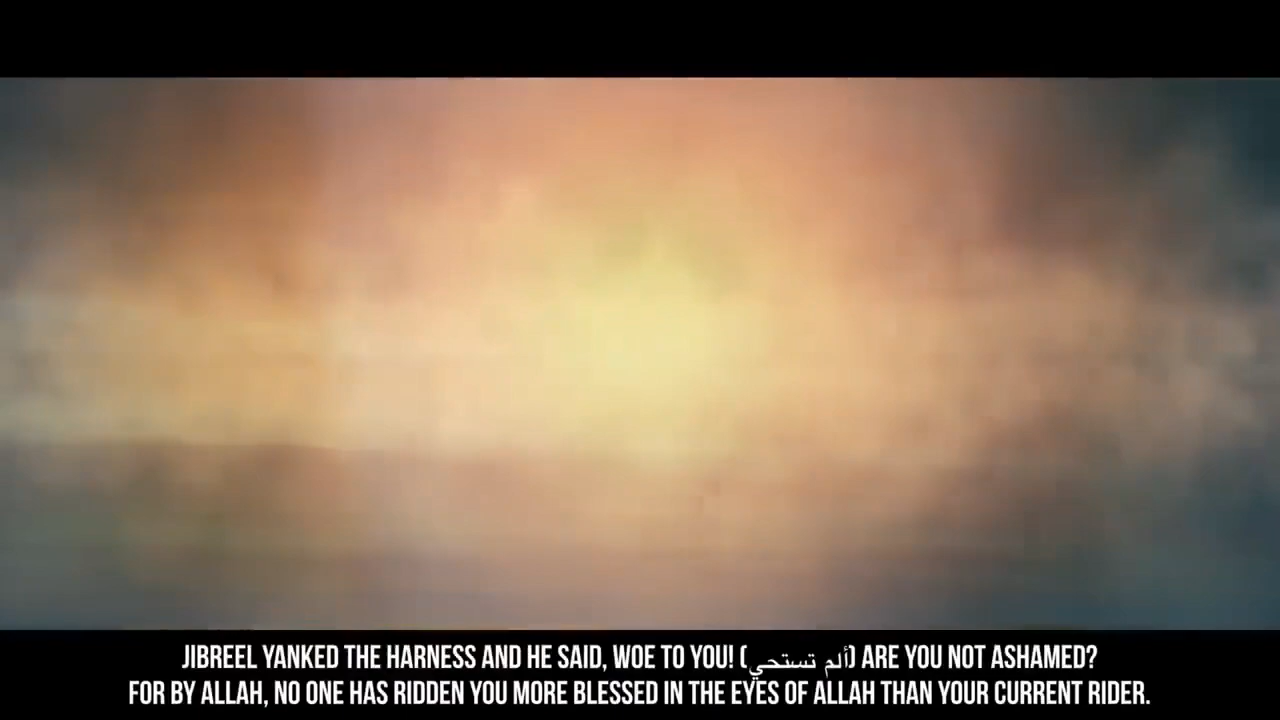 JIBREEL YANKED THE HARNESS AND HE SAID, WOE TO YOU! (ألم تستحي) ARE YOU NOT ASHAMED?
FOR BY ALLAH, NO ONE HAS RIDDEN YOU MORE BLESSED IN THE EYES OF ALLAH THAN YOUR CURRENT RIDER.